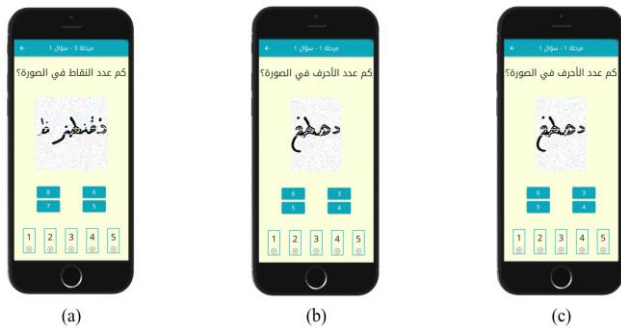 مرحلة 3 - سؤال 1
كم عدد النقاط في الصورة؟
8 6
7 5
1 2 3 4 5
(a)
مرحلة 1 - سؤال 1
كم عدد الأحرف في الصورة؟
6 3
5 4
1 2 3 4 5
(b)
مرحلة 1 - سؤال 1
كم عدد الأحرف في الصورة؟
6 3
5 4
1 2 3 4 5
(c)